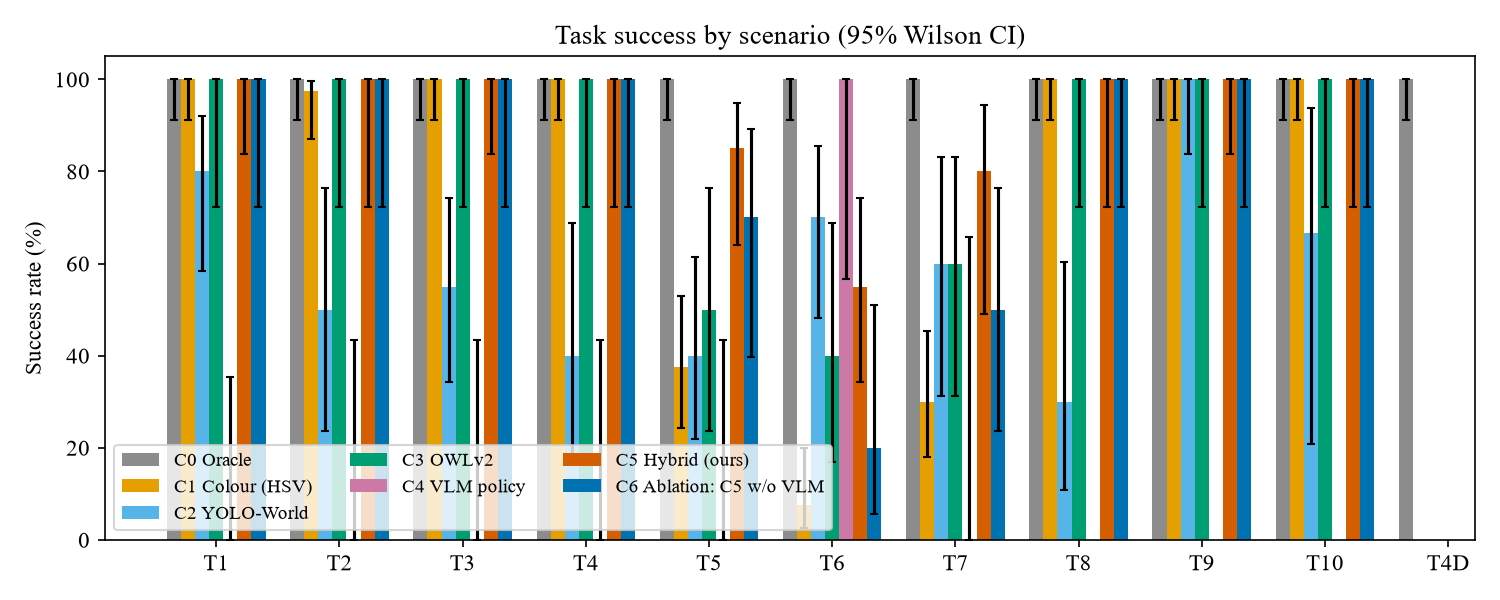 Task success by scenario (95% Wilson CI)
Success rate (%)
100
80
60
40
20
0
C0 Oracle
C1 Colour (HSV)
C2 YOLO-World
C3 OWLv2
C4 VLM policy
C5 Hybrid (ours)
C6 Ablation: C5 w/o VLM
T1 T2 T3 T4 T5 T6 T7 T8 T9 T10 T4D